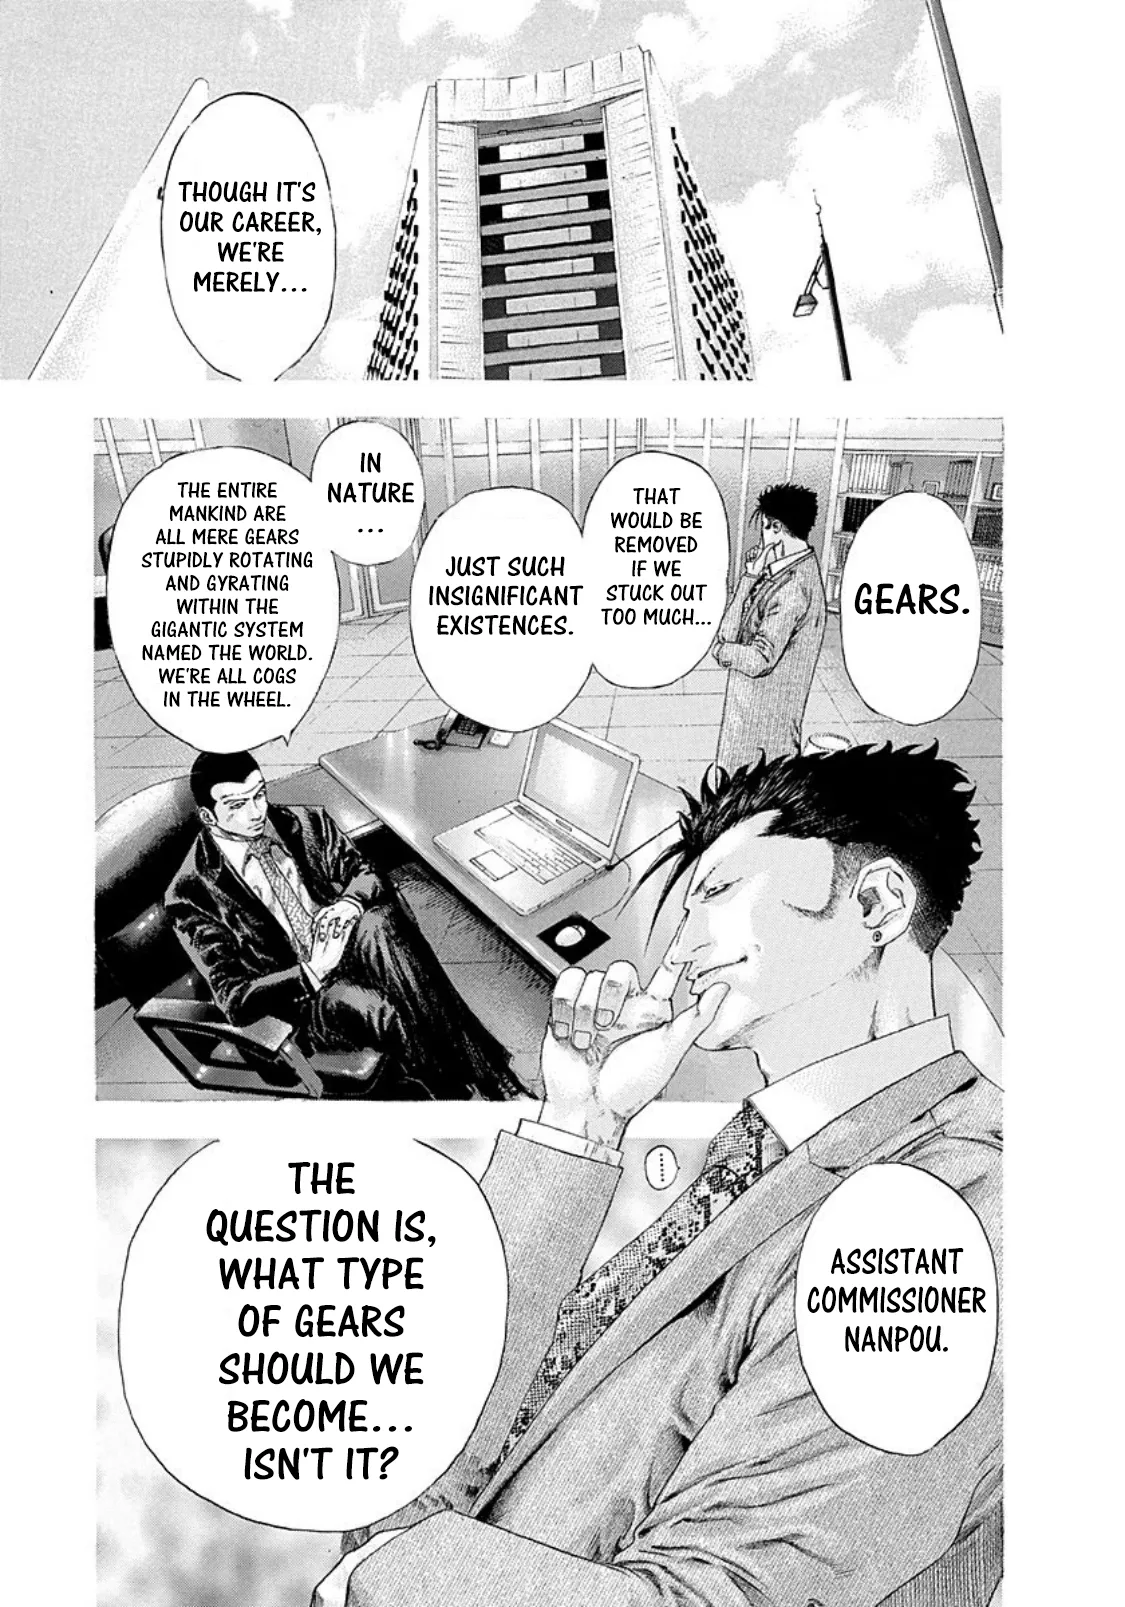 THOUGH IT'S
OUR CAREER,
WE'RE
MERELY...
GEARS.
THAT
WOULD BE
REMOVED
IF WE
STUCK OUT
TOO MUCH...
JUST SUCH
INSIGNIFICANT
EXISTENCES.
IN
NATURE
...
THE ENTIRE
MANKIND ARE
ALL MERE GEARS
STUPIDLY ROTATING
AND GYRATING
WITHIN THE
GIGANTIC SYSTEM
NAMED THE WORLD.
WE'RE ALL COGS
IN THE WHEEL.
......
ASSISTANT
COMMISSIONER
NANPOU.
THE
QUESTION IS,
WHAT TYPE
OF GEARS
SHOULD WE
BECOME...
ISN'T IT?